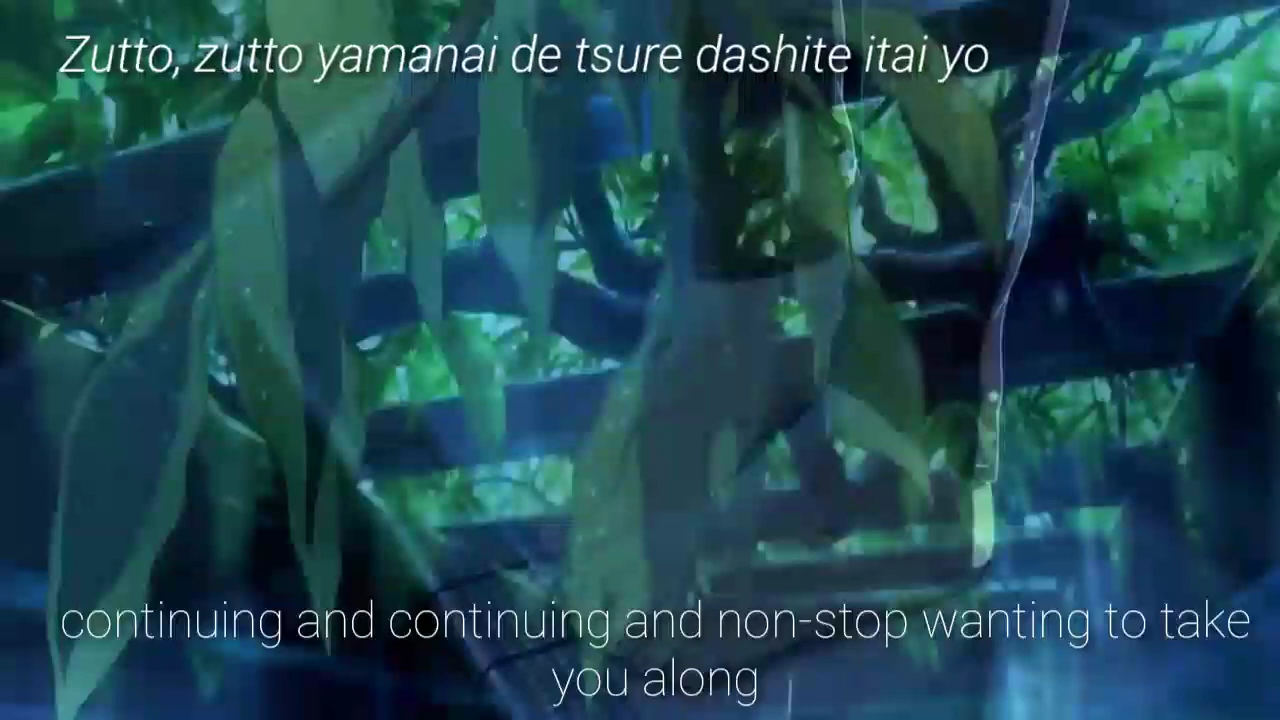 Zutto, zutto yamanai de tsure dashite itai yo
continuing and continuing and non-stop wanting to take
you along